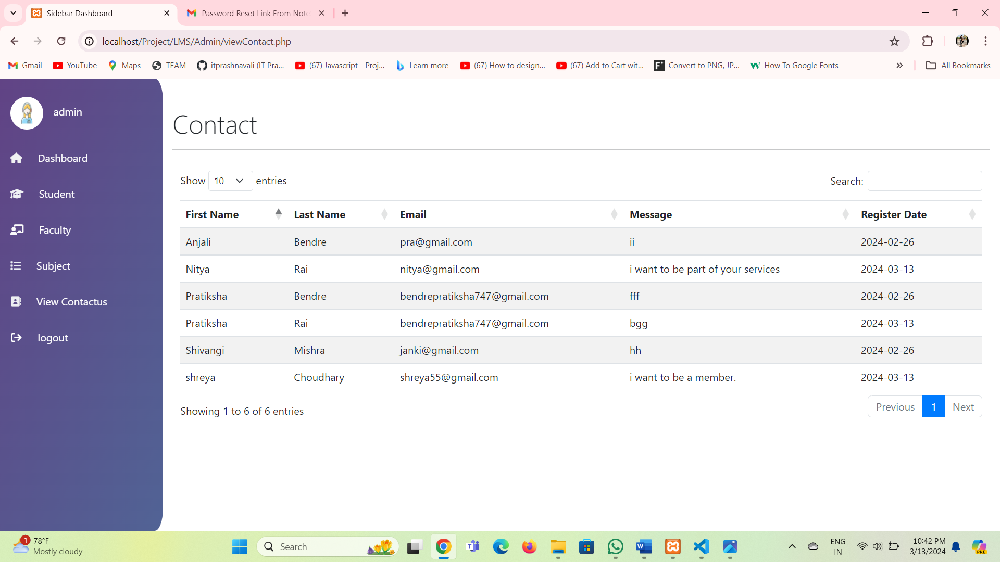 Sidebar Dashboard
Password Reset Link From Note
localhost/Project/LMS/Admin/viewContact.php
Gmail YouTube Maps TEAM itprashnavali (IT Pra... (67) Javascript - Proj... Learn more (67) How to design... (67) Add to Cart wit... Convert to PNG, JP... How To Google Fonts » All Bookmarks
admin
Dashboard
Student
Faculty
Subject
View Contactus
logout
Contact
Show 10 entries Search:
First Name Last Name Email Message Register Date
Anjali Bendre pra@gmail.com ii 2024-02-26
Nitya Rai nitya@gmail.com i want to be part of your services 2024-03-13
Pratiksha Bendre bendrepratiksha747@gmail.com fff 2024-02-26
Pratiksha Rai bendrepratiksha747@gmail.com bgg 2024-03-13
Shivangi Mishra janki@gmail.com hh 2024-02-26
shreya Choudhary shreya55@gmail.com i want to be a member. 2024-03-13
Showing 1 to 6 of 6 entries Previous 1 Next
1 78°F
Mostly cloudy
Search
ENG
IN
10:42 PM
3/13/2024
PRE